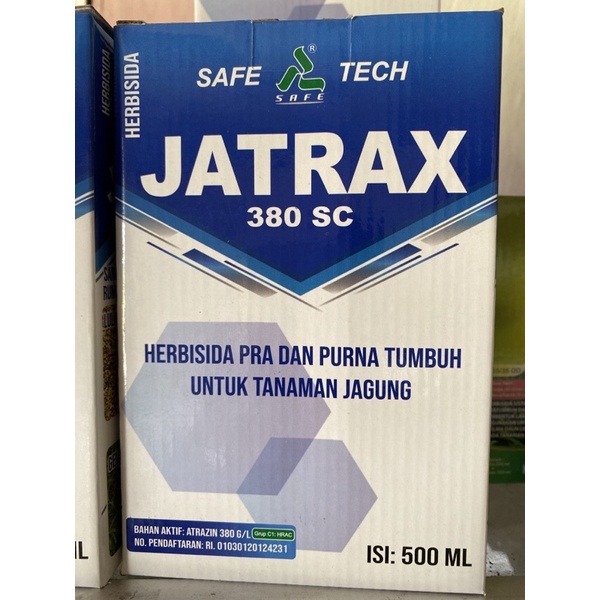 HERBISIDA
SAFE TECH
®
SAFE
JATRAX
380 SC
HERBISIDA PRA DAN PURNA TUMBUH
UNTUK TANAMAN JAGUNG
BAHAN AKTIF: ATRAZIN 380 G/L Grup C1: HRAC
NO. PENDAFTARAN: RI. 01030120124231
ISI: 500 ML
HERBISIDA